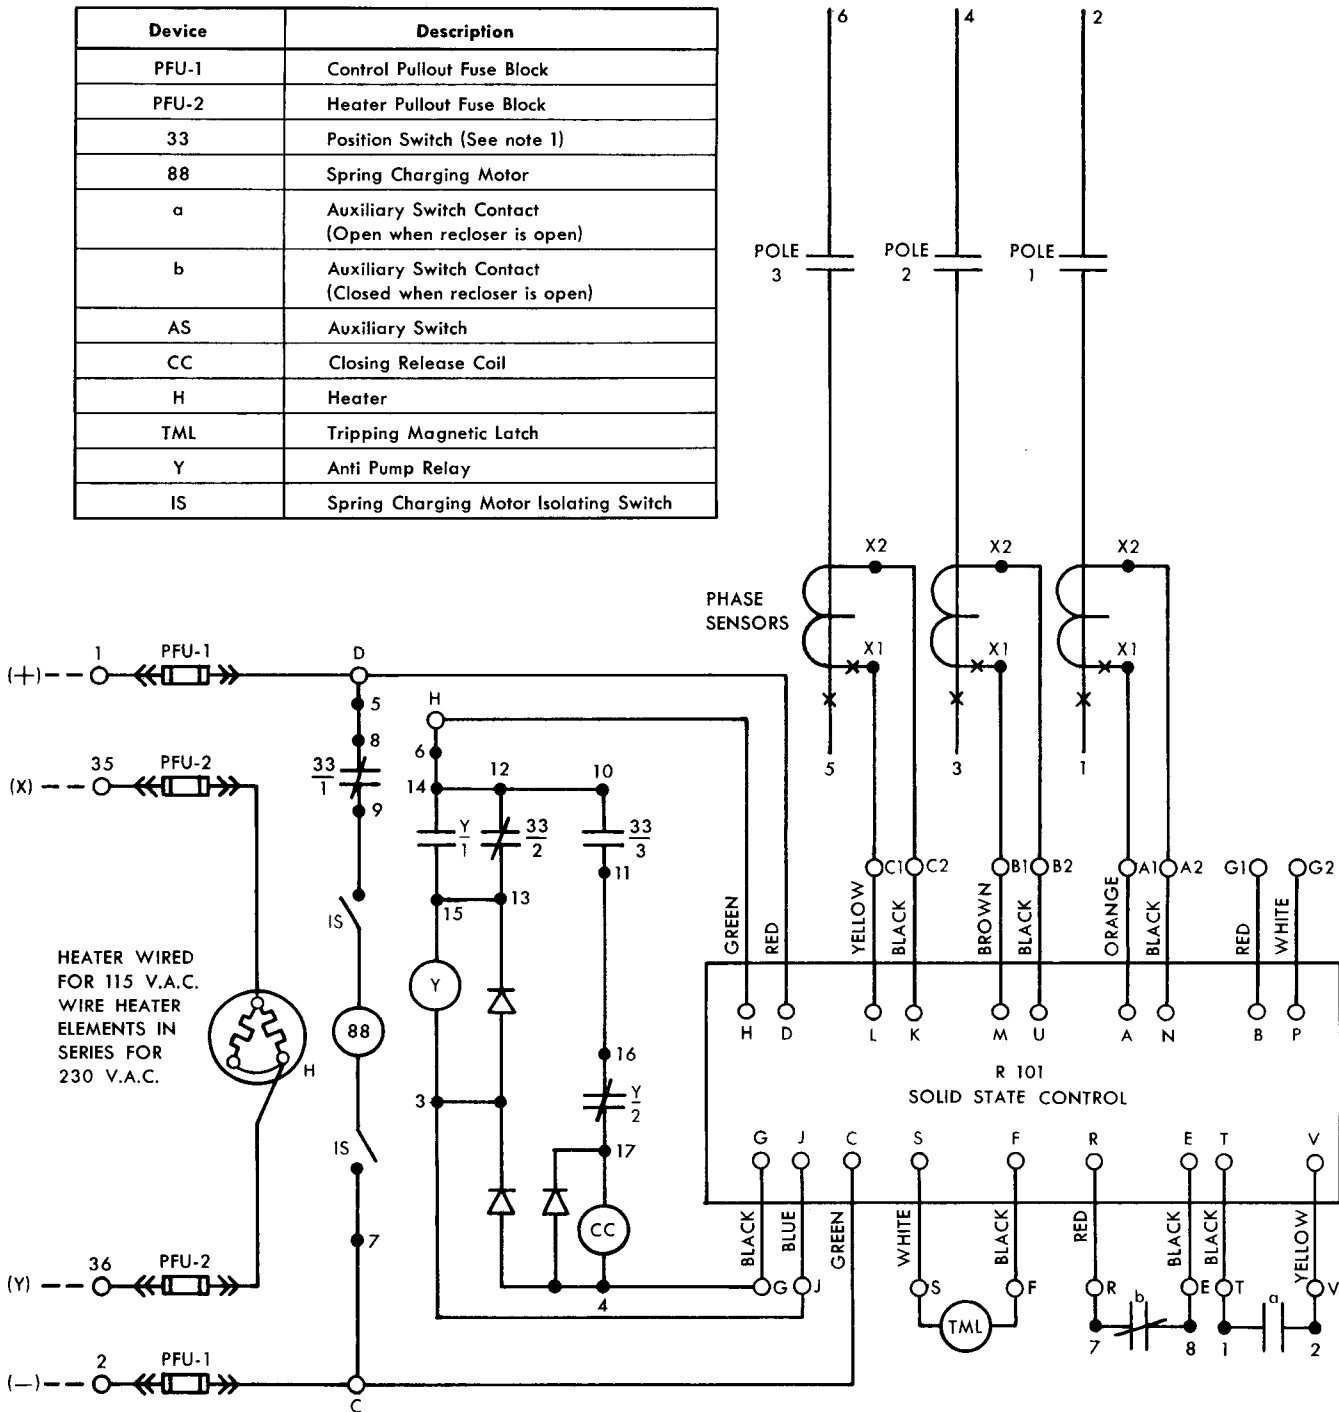 Device Description
PFU-1 Control Pullout Fuse Block
PFU-2 Heater Pullout Fuse Block
33 Position Switch (See note 1)
88 Spring Charging Motor
a Auxiliary Switch Contact
(Open when recloser is open)
b Auxiliary Switch Contact
(Closed when recloser is open)
AS Auxiliary Switch
CC Closing Release Coil
H Heater
TML Tripping Magnetic Latch
Y Anti Pump Relay
IS Spring Charging Motor Isolating Switch
6 4 2
POLE 3
POLE 2
POLE 1
X2 X2 X2
PHASE
SENSORS
X1 X1 X1
5 3 1
(+) 1 PFU-1 D
5
8
33/1
9
(X) 35 PFU-2
H
6
14 12 10
Y/1 33/2 33/3
11
15 13
IS
Y
88
16
3
Y/2
17
IS
CC
7
4
HEATER WIRED
FOR 115 V.A.C.
WIRE HEATER
ELEMENTS IN
SERIES FOR
230 V.A.C.
H
(Y) 36 PFU-2
(—) 2 PFU-1
C
C1 C2 B1 B2 A1 A2 G1 G2
GREEN RED YELLOW BLACK BROWN BLACK ORANGE BLACK RED WHITE
H D L K M U A N B P
R 101
SOLID STATE CONTROL
G J C S F R E T V
BLACK BLUE GREEN WHITE BLACK RED BLACK BLACK YELLOW
G J S F R E T V
TML
b a
7 8 1 2